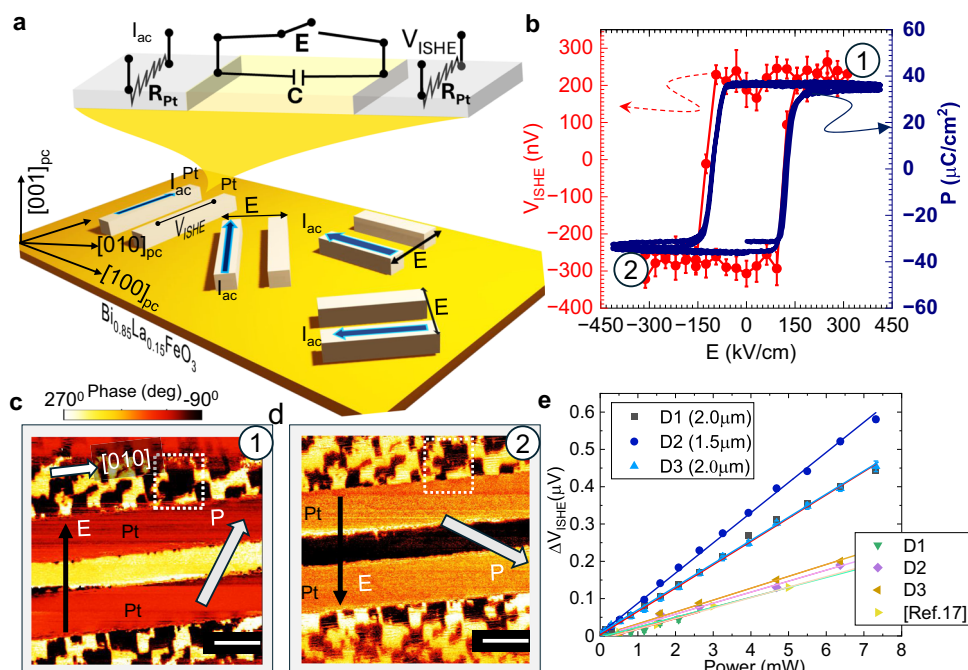 a
I_ac
E
C
V_ISHE
R_Pt
R_Pt
[001]_pc
[010]_pc
[100]_pc
Bi_0.85La_0.15FeO_3
Pt
Pt
I_ac
V_ISHE
E
I_ac
I_ac
E
I_ac
E
b
V_ISHE (nV)
300
200
100
0
−100
−200
−300
−400
1
2
60
40
20
0
−20
−40
−60
P (μC/cm²)
-450
-300
-150
0
150
300
450
E (kV/cm)
c
270⁰ Phase (deg) -90⁰
1
[010]
Pt
E
P
Pt
d
2
Pt
E
P
Pt
e
ΔV_ISHE(μV)
0.6
0.5
0.4
0.3
0.2
0.1
0.0
D1 (2.0μm)
D2 (1.5μm)
D3 (2.0μm)
D1
D2
D3
[Ref.17]
0 1 2 3 4 5 6 7 8
Power (mW)